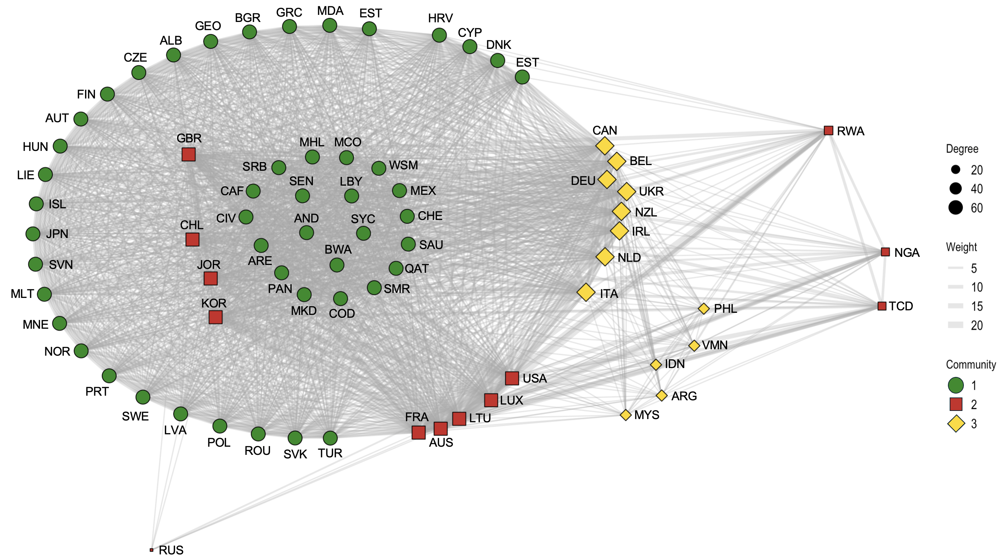 MDA
GRC
EST
BGR
HRV
GEO
CYP
ALB
DNK
CZE
EST
FIN
AUT
CAN
RWA
GBR
MHL
MCO
HUN
Degree
BEL
WSM
SRB
20
LIE
DEU
SEN
LBY
40
CAF
MEX
UKR
ISL
60
NZL
CHE
CIV
AND
SYC
CHL
IRL
JPN
SAU
Weight
BWA
NGA
NLD
ARE
JOR
SVN
QAT
5
10
PAN
SMR
MLT
ITA
KOR
15
TCD
PHL
MKD
COD
MNE
20
VMN
NOR
IDN
Community
USA
1
PRT
ARG
LUX
2
MYS
SWE
FRA
LTU
3
LVA
POL
AUS
ROU
SVK
TUR
RUS